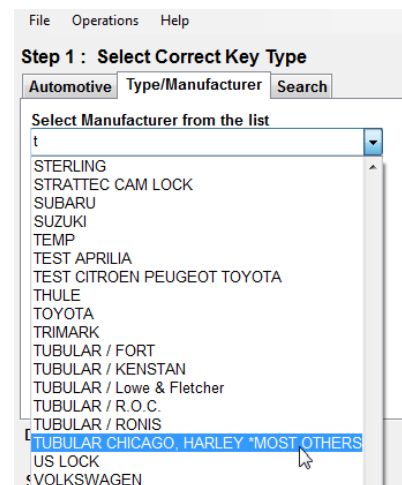 File Operations Help
Step 1 : Select Correct Key Type
Automotive Type/Manufacturer Search
Select Manufacturer from the list
t
STERLING
STRATTEC CAM LOCK
SUBARU
SUZUKI
TEMP
TEST APRILIA
TEST CITROEN PEUGEOT TOYOTA
THULE
TOYOTA
TRIMARK
TUBULAR / FORT
TUBULAR / KENSTAN
TUBULAR / Lowe & Fletcher
TUBULAR / R.O.C.
TUBULAR / RONIS
TUBULAR CHICAGO, HARLEY *MOST OTHERS
US LOCK
VOLKSWAGEN